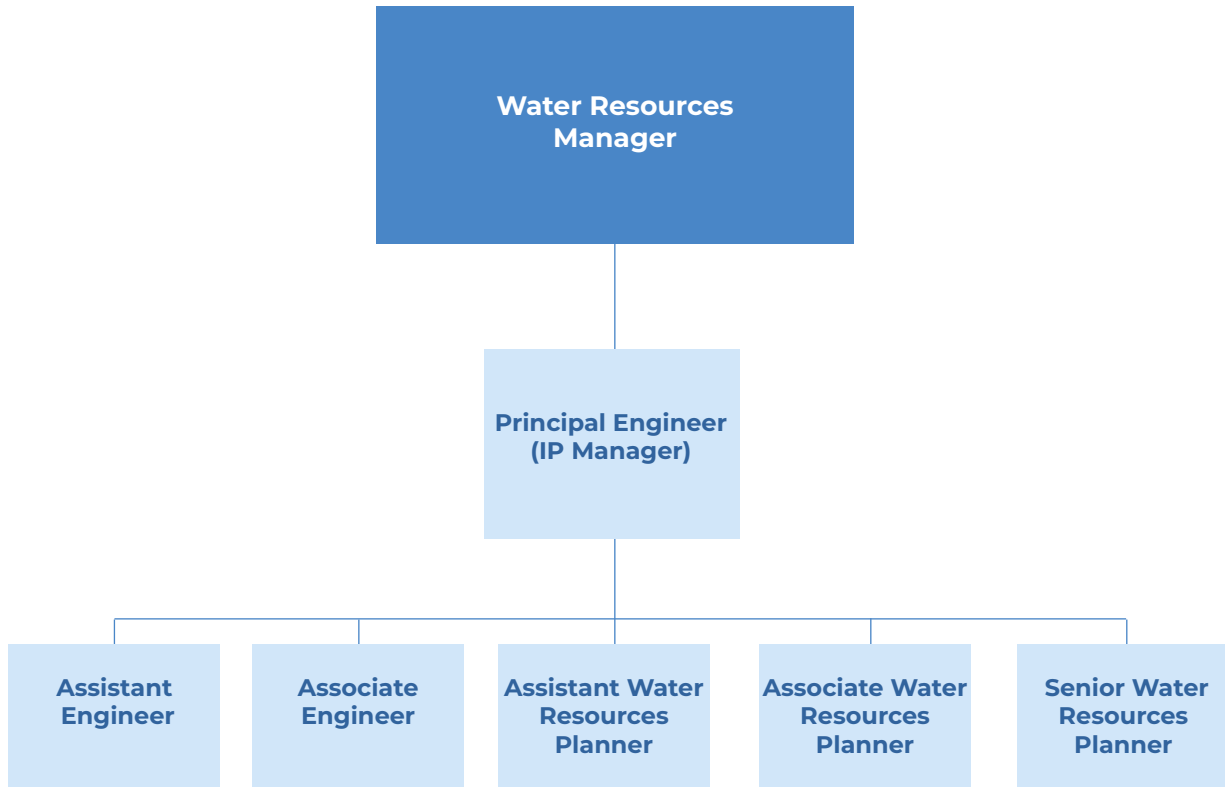 Water Resources
Manager
Principal Engineer
(IP Manager)
Assistant
Engineer
Associate
Engineer
Assistant Water
Resources
Planner
Associate Water
Resources
Planner
Senior Water
Resources
Planner